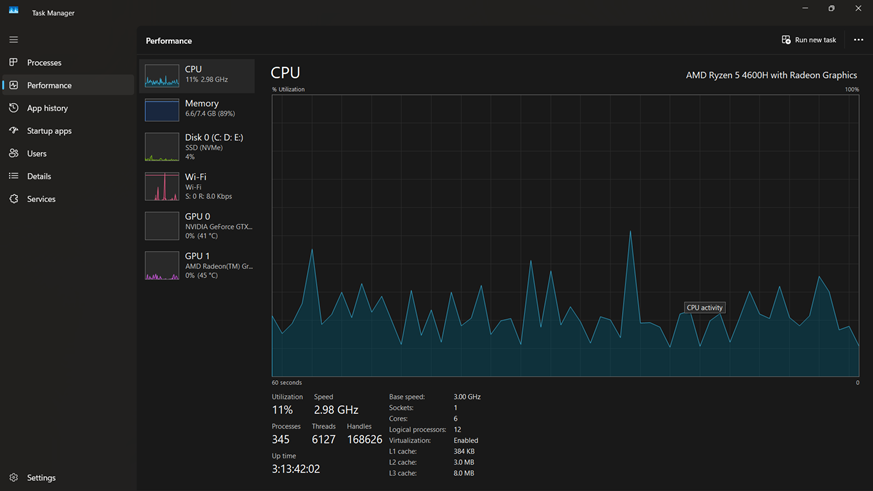 Task Manager
Performance
Run new task
Processes
Performance
App history
Startup apps
Users
Details
Services
Settings
CPU
11% 2.98 GHz
Memory
6.6/7.4 GB (89%)
Disk 0 (C: D: E:)
SSD (NVMe)
4%
Wi-Fi
Wi-Fi
S: 0 R: 8.0 Kbps
GPU 0
NVIDIA GeForce GTX...
0% (41 °C)
GPU 1
AMD Radeon(TM) Gr...
0% (45 °C)
CPU
AMD Ryzen 5 4600H with Radeon Graphics
% Utilization 100%
CPU activity
60 seconds 0
Utilization Speed
11% 2.98 GHz
Processes Threads Handles
345 6127 168626
Up time
3:13:42:02
Base speed: 3.00 GHz
Sockets: 1
Cores: 6
Logical processors: 12
Virtualization: Enabled
L1 cache: 384 KB
L2 cache: 3.0 MB
L3 cache: 8.0 MB